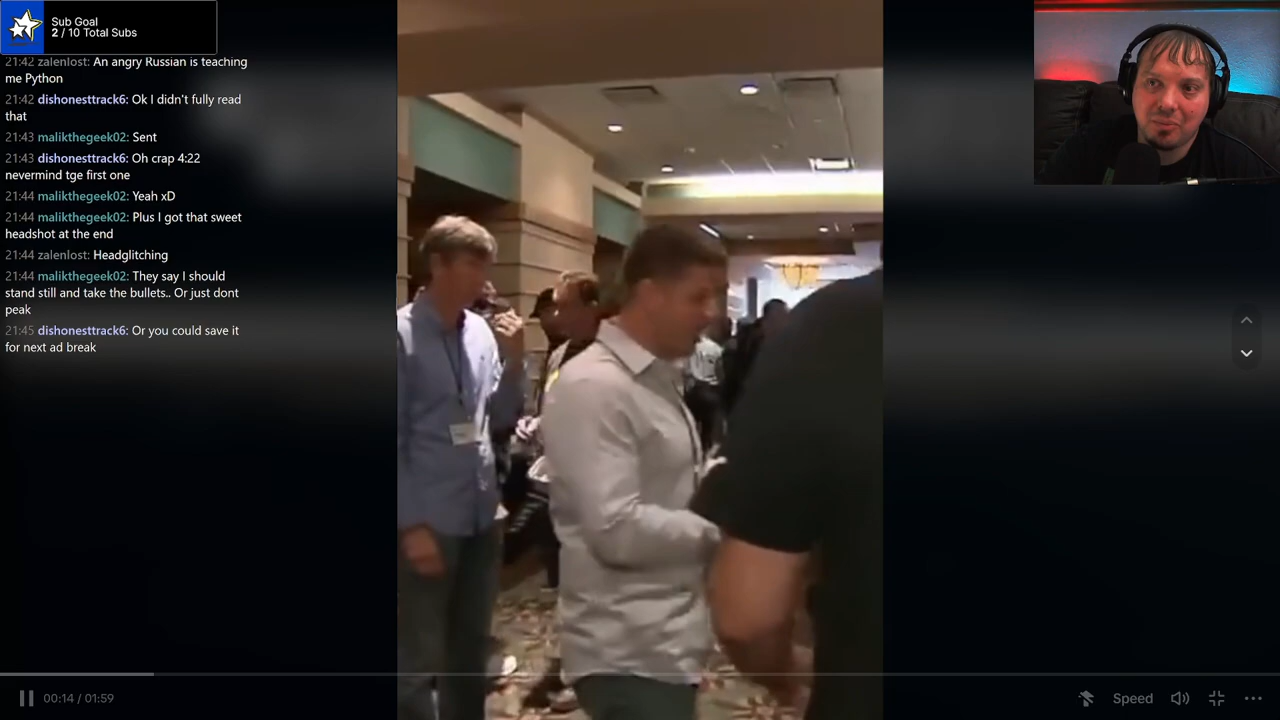 Sub Goal
2 / 10 Total Subs
21:42 zalenlost: An angry Russian is teaching
me Python
21:42 dishonesttrack6: Ok I didn't fully read
that
21:43 malikthegeek02: Sent
21:43 dishonesttrack6: Oh crap 4:22
nevermind tge first one
21:44 malikthegeek02: Yeah xD
21:44 malikthegeek02: Plus I got that sweet
headshot at the end
21:44 zalenlost: Headglitching
21:44 malikthegeek02: They say I should
stand still and take the bullets.. Or just dont
peak
21:45 dishonesttrack6: Or you could save it
for next ad break
00:14 / 01:59
Speed